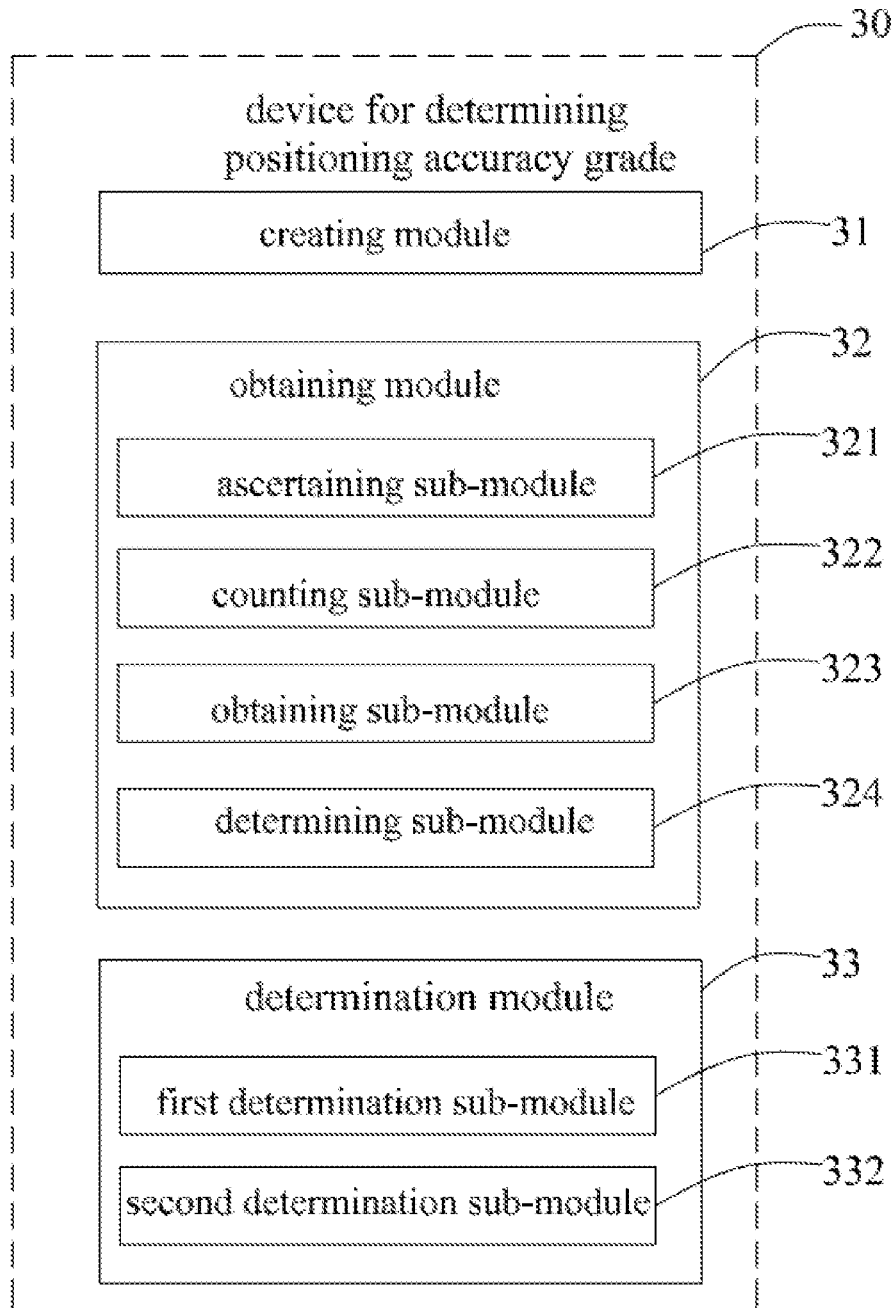 30
device for determining
positioning accuracy grade
creating module
31
32
obtaining module
321
ascertaining sub-module
322
counting sub-module
323
obtaining sub-module
324
determining sub-module
33
determination module
331
first determination sub-module
332
second determination sub-module